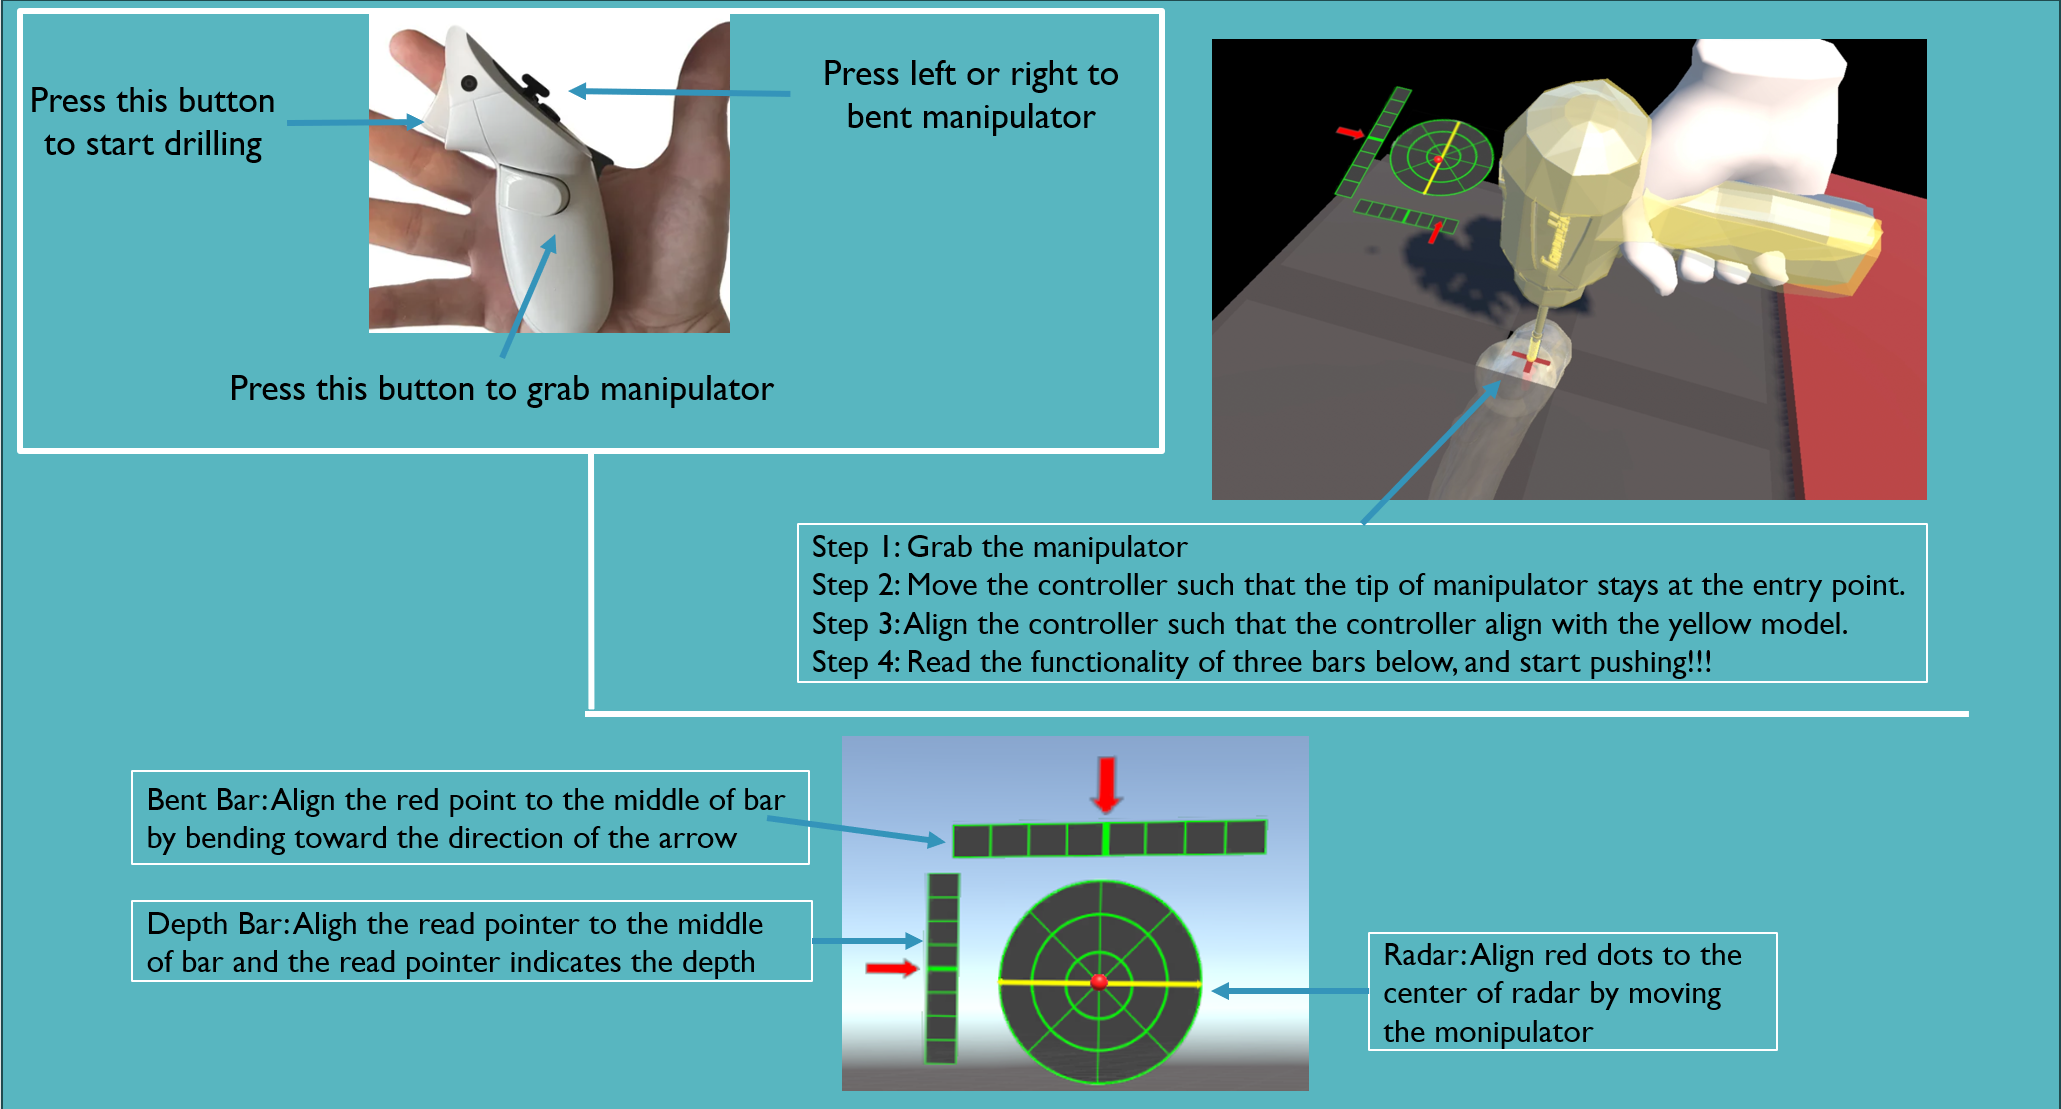 Press this button
to start drilling
Press left or right to
bent manipulator
Press this button to grab manipulator
Step 1: Grab the manipulator
Step 2: Move the controller such that the tip of manipulator stays at the entry point.
Step 3: Align the controller such that the controller align with the yellow model.
Step 4: Read the functionality of three bars below, and start pushing!!!
Bent Bar: Align the red point to the middle of bar
by bending toward the direction of the arrow
Depth Bar: Aligh the read pointer to the middle
of bar and the read pointer indicates the depth
Radar: Align red dots to the
center of radar by moving
the monipulator